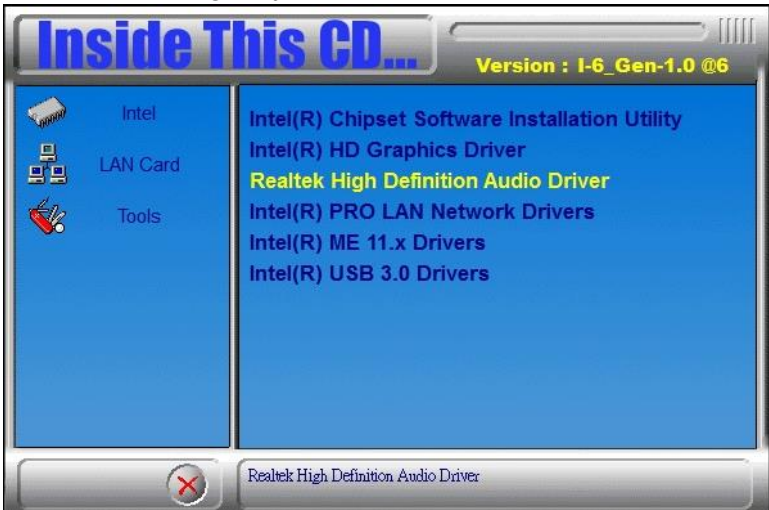 Inside This CD...
Version : I-6_Gen-1.0 @6
Intel
LAN Card
Tools
Intel(R) Chipset Software Installation Utility
Intel(R) HD Graphics Driver
Realtek High Definition Audio Driver
Intel(R) PRO LAN Network Drivers
Intel(R) ME 11.x Drivers
Intel(R) USB 3.0 Drivers
Realtek High Definition Audio Driver